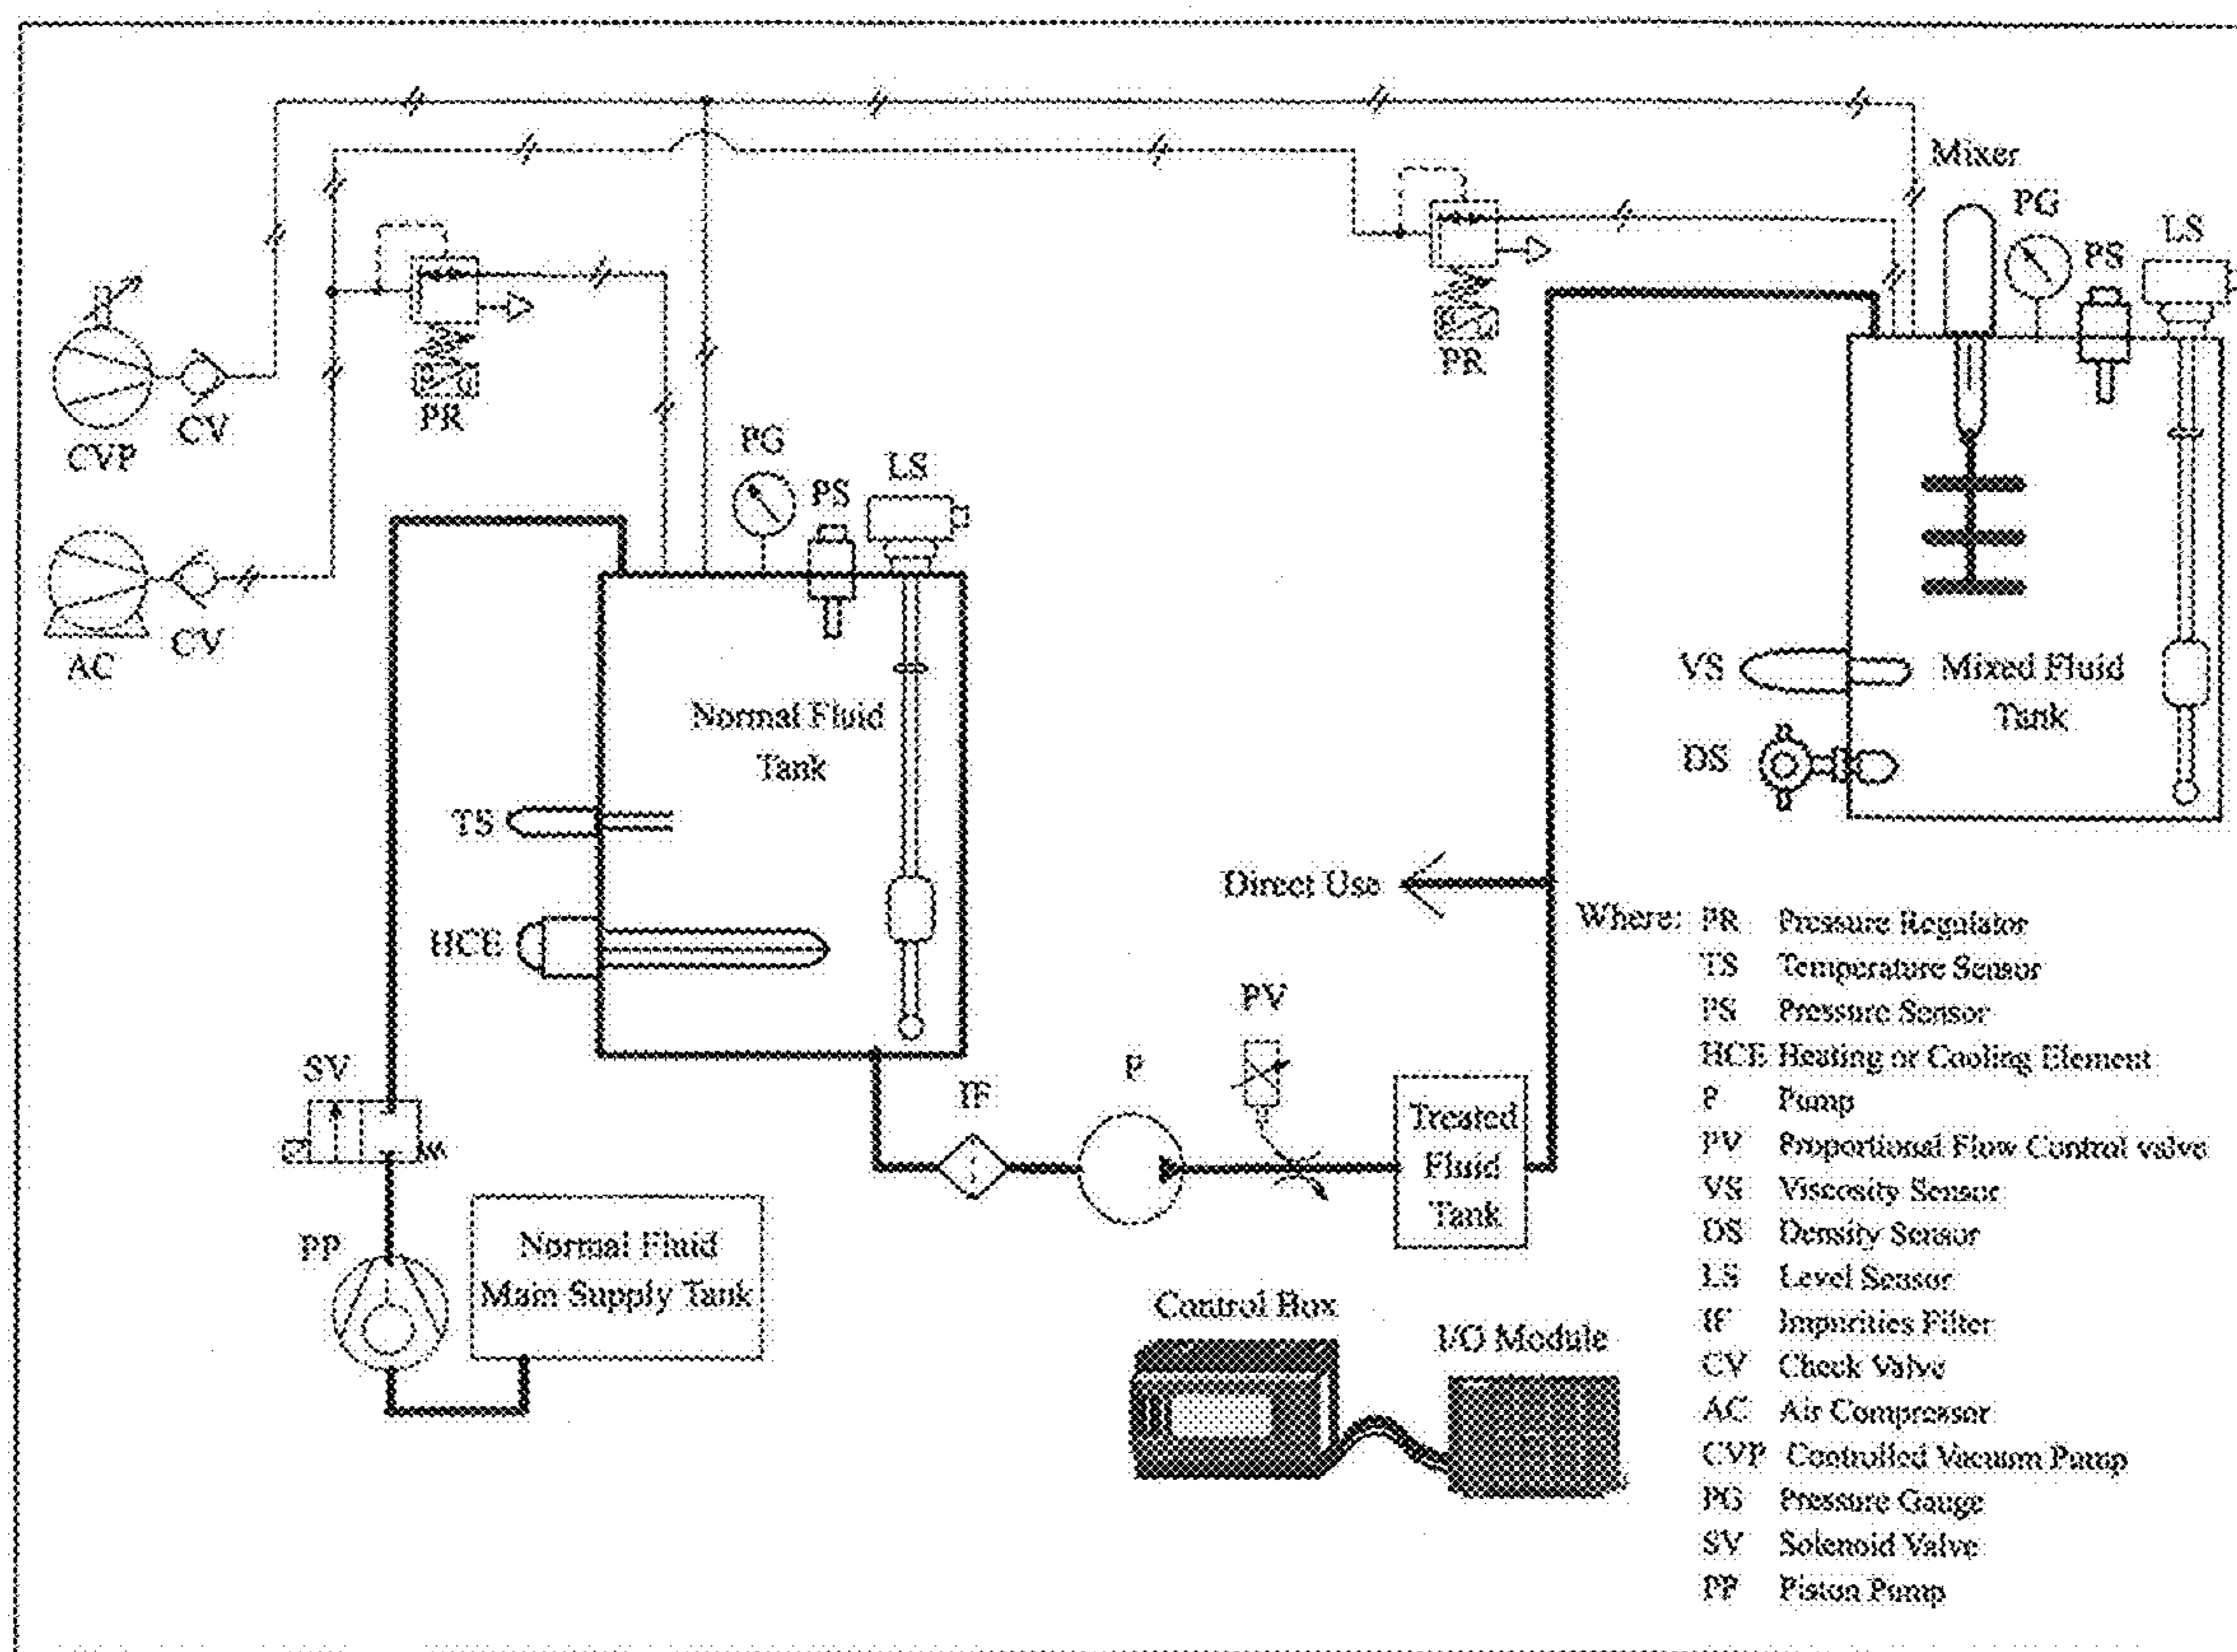 Mixer
PG
PS
LS
PR
PR
CV
CVP
PG
PS
LS
CV
AC
VS
Mixed Fluid
Tank
Normal Fluid
Tank
DS
TS
Direct Use
HCE
PV
SV
IF
P
Treated
Fluid
Tank
PP
Normal Fluid
Main Supply Tank
Control Box
I/O Module
Where: PR Pressure Regulator
TS Temperature Sensor
PS Pressure Sensor
HCE Heating or Cooling Element
P Pump
PV Proportional Flow Control valve
VS Viscosity Sensor
DS Density Sensor
LS Level Sensor
IF Impurities Filter
CV Check Valve
AC Air Compressor
CVP Controlled Vacuum Pump
PG Pressure Gauge
SV Solenoid Valve
PP Piston Pump